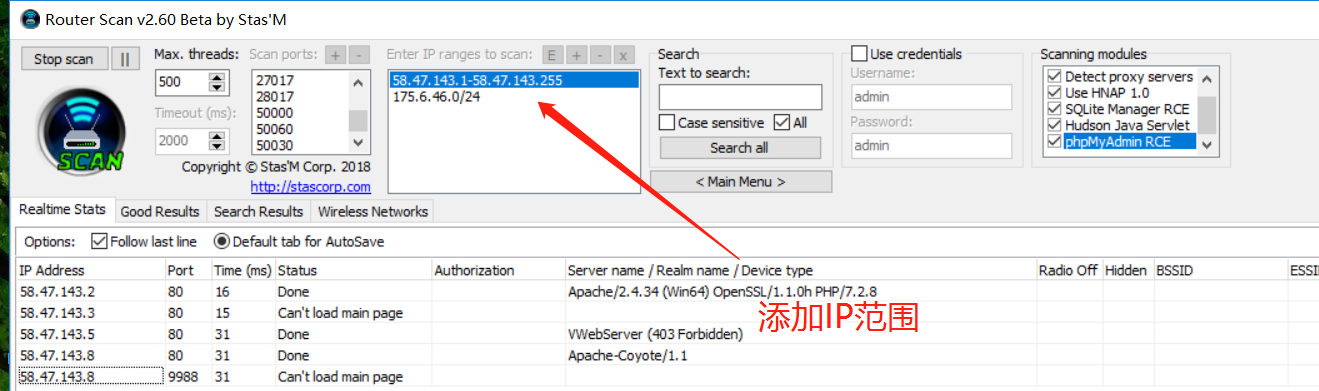 Router Scan v2.60 Beta by Stas'M
Stop scan
Max. threads:
500
Timeout (ms):
2000
Scan ports: + -
27017
28017
50000
50060
50030
SCAN
Copyright © Stas'M Corp. 2018
http://stascorp.com
Enter IP ranges to scan: E + - x
58.47.143.1-58.47.143.255
175.6.46.0/24
Search
Text to search:
Case sensitive All
Search all
< Main Menu >
Use credentials
Username:
admin
Password:
admin
Scanning modules
Detect proxy servers
Use HNAP 1.0
SQLite Manager RCE
Hudson Java Servlet
phpMyAdmin RCE
Realtime Stats Good Results Search Results Wireless Networks
Options: Follow last line Default tab for AutoSave
IP Address Port Time (ms) Status Authorization Server name / Realm name / Device type Radio Off Hidden BSSID ESSI
58.47.143.2 80 16 Done Apache/2.4.34 (Win64) OpenSSL/1.1.0h PHP/7.2.8
58.47.143.3 80 15 Can't load main page
58.47.143.5 80 31 Done VWebServer (403 Forbidden)
58.47.143.8 80 31 Done Apache-Coyote/1.1
58.47.143.8 9988 31 Can't load main page
添加IP范围